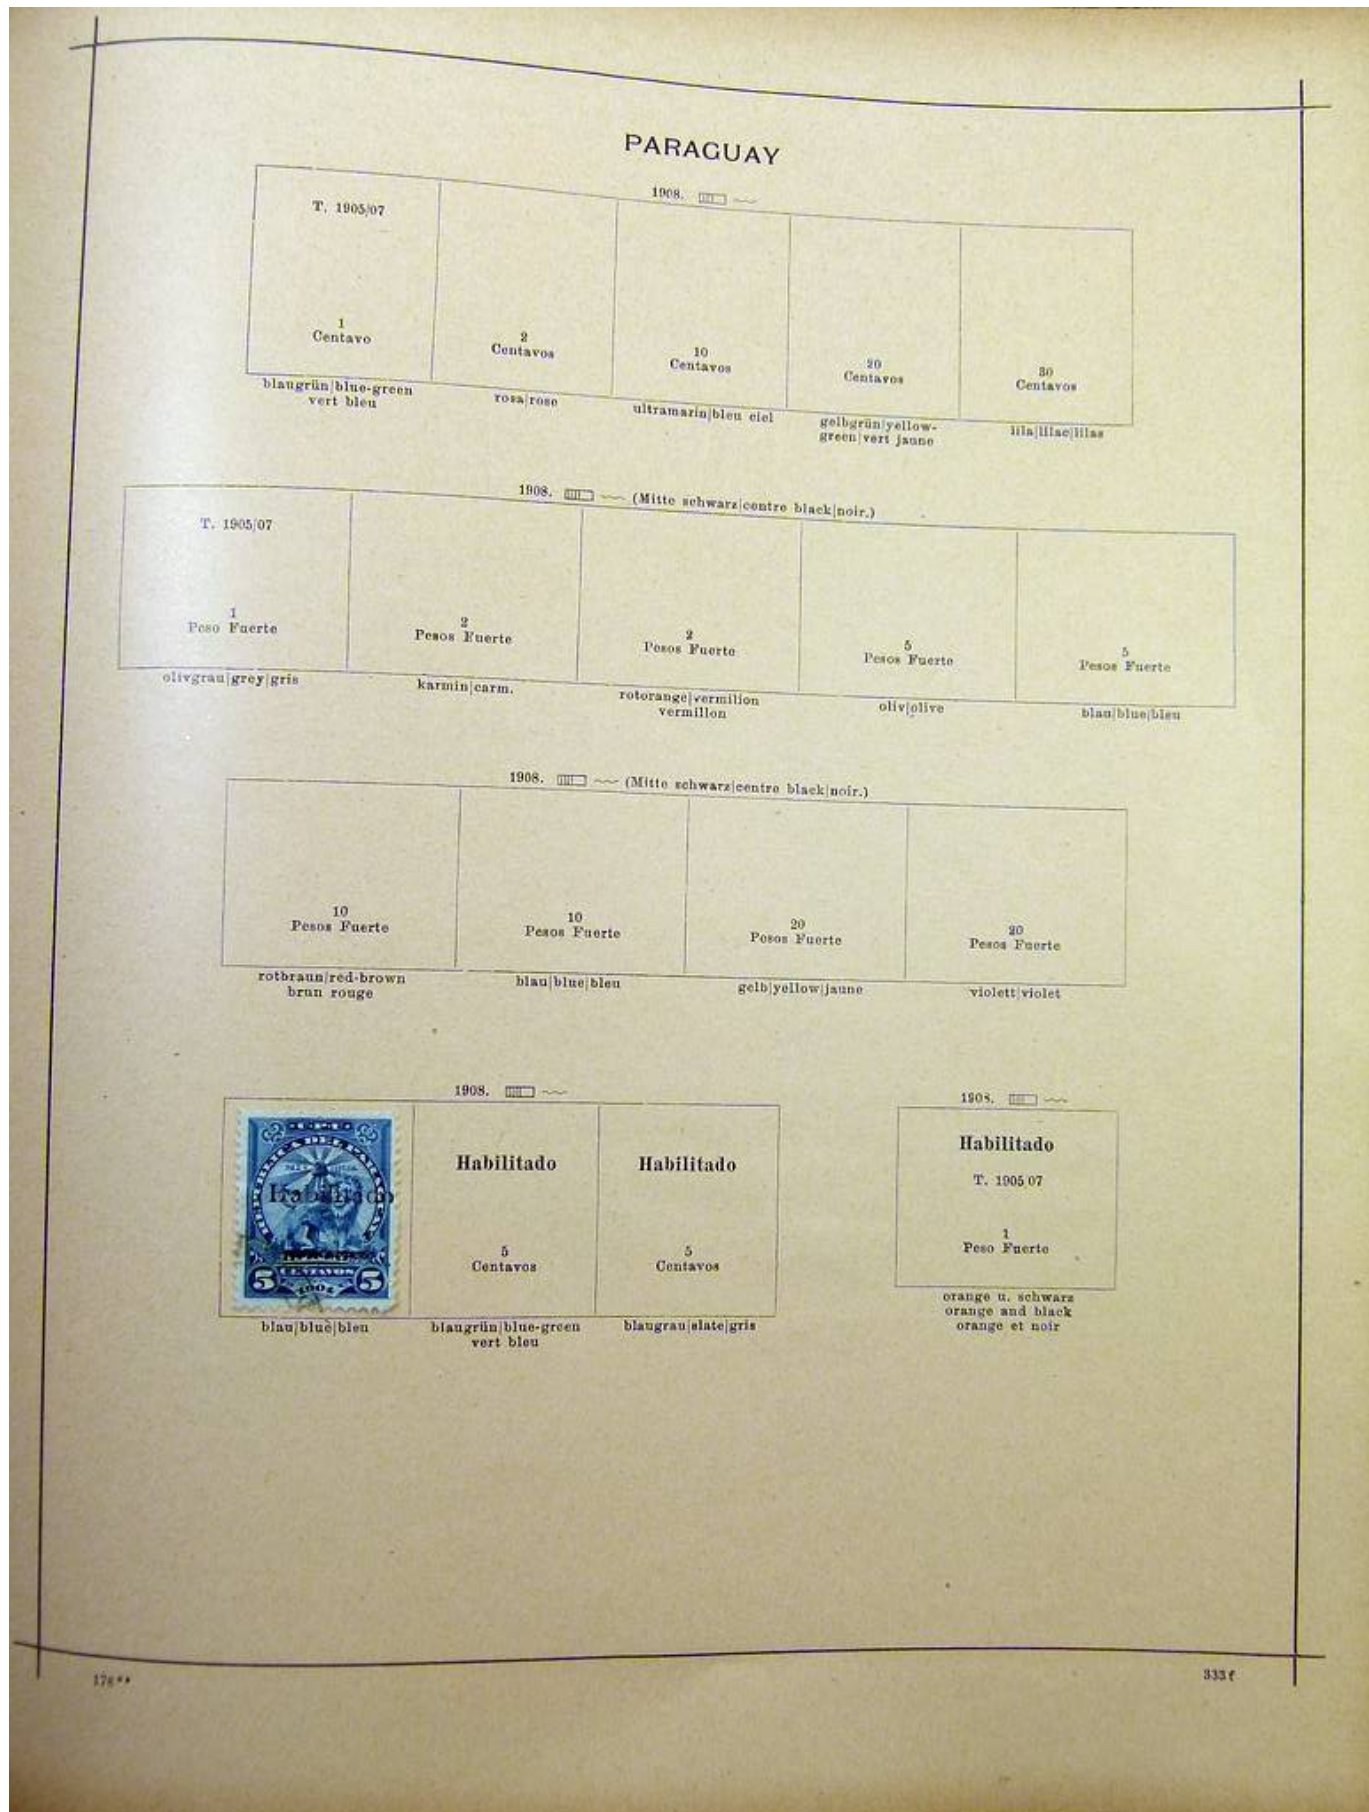 PARAGUAY
1908.
T. 1905/07
1
Centavo
2
Centavos
10
Centavos
20
Centavos
30
Centavos
blaugrün|blue-green
vert bleu
rosa|rose
ultramarin|bleu ciel
gelbgrün|yellow-
green|vert jaune
lila|lilac|lilas
1908. (Mitte schwarz|centre black|noir.)
T. 1905/07
1
Peso Fuerte
2
Pesos Fuerte
2
Pesos Fuerte
5
Pesos Fuerte
5
Pesos Fuerte
olivgrau|grey|gris
karmin|carm.
rotorange|vermilion
vermillon
oliv|olive
blau|blue|bleu
1908. (Mitte schwarz|centre black|noir.)
10
Pesos Fuerte
10
Pesos Fuerte
20
Pesos Fuerte
20
Pesos Fuerte
rotbraun|red-brown
brun rouge
blau|blue|bleu
gelb|yellow|jaune
violett|violet
1908.
U.P.U.
REPUBLICA DEL PARAGUAY
Habilitado
CENTAVOS
5 5
Habilitado
5
Centavos
Habilitado
5
Centavos
blau|blue|bleu
blaugrün|blue-green
vert bleu
blaugrau|slate|gris
1908.
Habilitado
T. 1905 07
1
Peso Fuerte
orange u. schwarz
orange and black
orange et noir
333 f